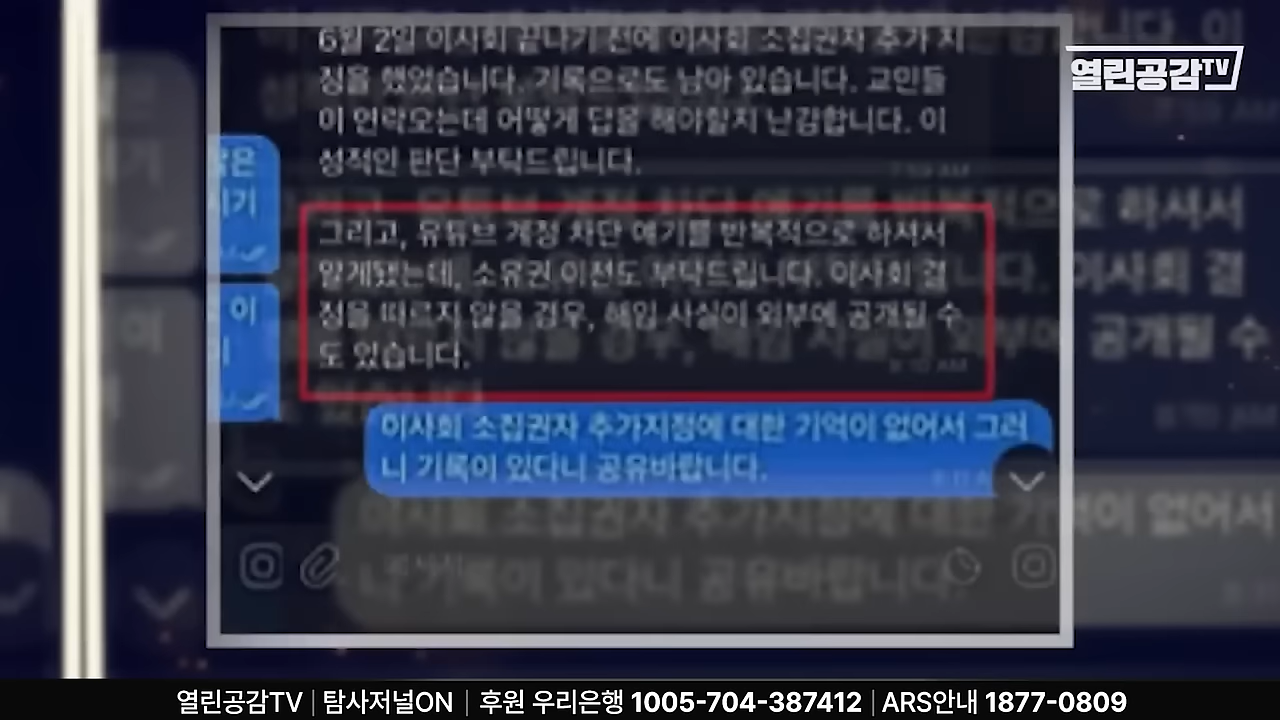 6월 2일 이사회 끝나기 전에 이사회 소집권자 추가 지
정을 했었습니다. 기록으로도 남아 있습니다. 교인들
이 연락오는데 어떻게 답을 해야할지 난감합니다. 이
성적인 판단 부탁드립니다.
열린공감TV
그리고, 유튜브 계정 차단 얘기를 반복적으로 하셔서
알게됐는데, 소유권 이전도 부탁드립니다. 이사회 결
정을 따르지 않을 경우, 해임 사실이 외부에 공개될 수
도 있습니다.
8:10 AM
이사회 소집권자 추가지정에 대한 기억이 없어서 그러
니 기록이 있다니 공유바랍니다.
열린공감TV | 탐사저널ON | 후원 우리은행 1005-704-387412 | ARS안내 1877-0809